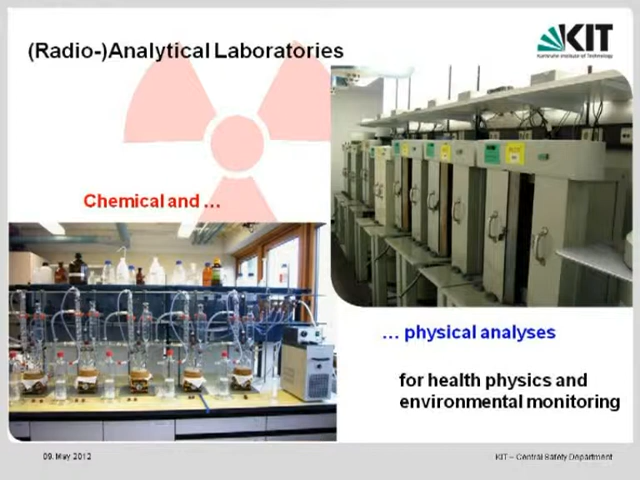 (Radio-)Analytical Laboratories
KIT
Karlsruhe Institute of Technology
Chemical and ...
... physical analyses
for health physics and
environmental monitoring
09. May 2012
KIT – Central Safety Department